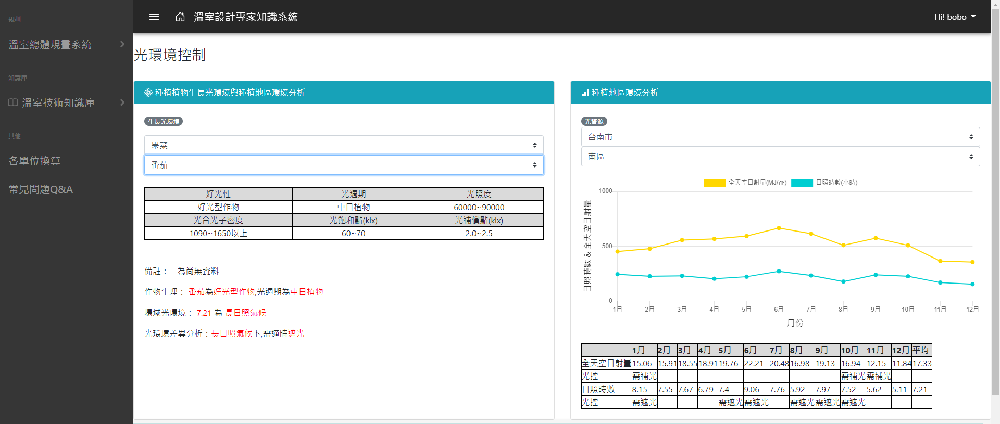 規劃
溫室總體規畫系統
知識庫
溫室技術知識庫
其他
各單位換算
常見問題Q&A
溫室設計專家知識系統
Hi! bobo
光環境控制
種植植物生長光環境與種植地區環境分析
生長光環境
果菜
番茄
好光性 光週期 光照度
好光型作物 中日植物 60000~90000
光合光子密度 光飽和點(klx) 光補償點(klx)
1090~1650以上 60~70 2.0~2.5
備註： - 為尚無資料
作物生理： 番茄為好光型作物,光週期為中日植物
場域光環境： 7.21 為 長日照氣候
光環境差異分析：長日照氣候下,需適時遮光
種植地區環境分析
光資源
台南市
南區
全天空日射量(MJ/㎡) 日照時數(小時)
日照時數 & 全天空日射量
1000
500
0
1月 2月 3月 4月 5月 6月 7月 8月 9月 10月 11月 12月
月份
1月 2月 3月 4月 5月 6月 7月 8月 9月 10月 11月 12月 平均
全天空日射量 15.06 15.91 18.55 18.91 19.76 22.21 20.48 16.98 19.13 16.94 12.15 11.84 17.33
光控 需補光 需補光 需補光
日照時數 8.15 7.55 7.67 6.79 7.4 9.06 7.76 5.92 7.97 7.52 5.62 5.11 7.21
光控 需遮光 需遮光 需遮光 需遮光 需遮光 需遮光